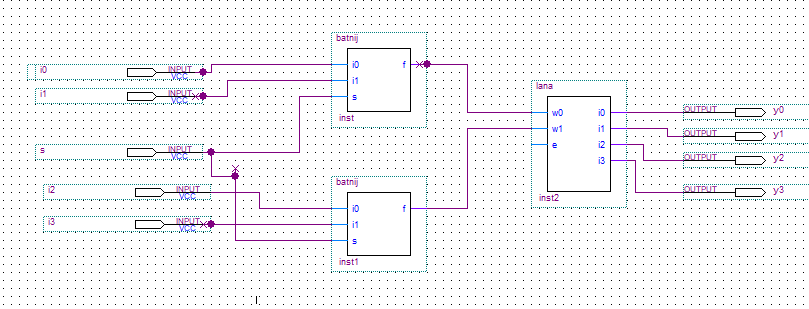 i0 INPUT
VCC
i1 INPUT
VCC
s INPUT
VCC
i2 INPUT
VCC
i3 INPUT
VCC
batnij
i0 f
i1
s
inst
batnij
i0 f
i1
s
inst1
lana
w0 i0
w1 i1
e i2
i3
inst2
OUTPUT y0
OUTPUT y1
OUTPUT y2
OUTPUT y3